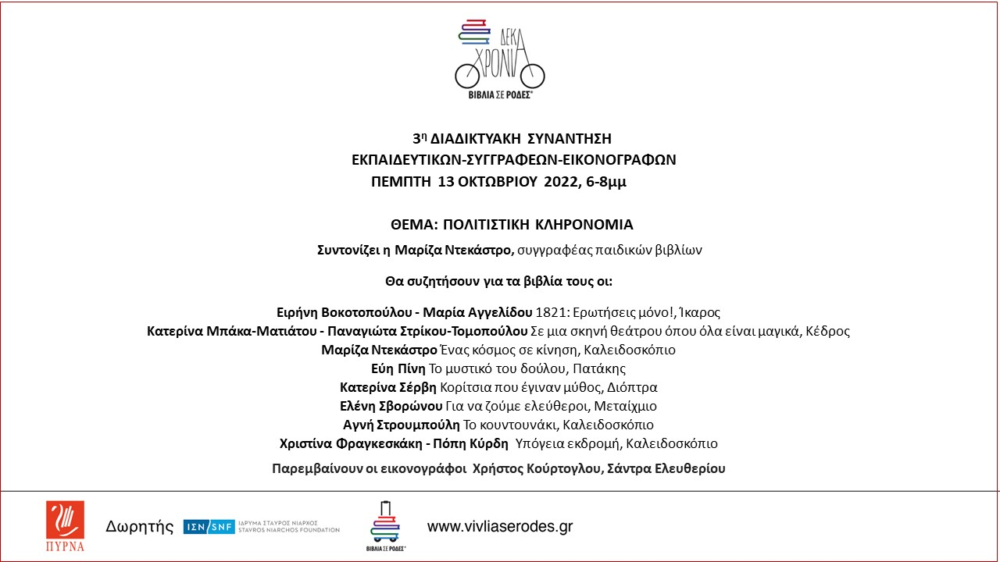 ΔΕΚΑ
ΧΡΟΝΙΑ
ΒΙΒΛΙΑ ΣΕ ΡΟΔΕΣ®
3η ΔΙΑΔΙΚΤΥΑΚΗ ΣΥΝΑΝΤΗΣΗ
ΕΚΠΑΙΔΕΥΤΙΚΩΝ-ΣΥΓΓΡΑΦΕΩΝ-ΕΙΚΟΝΟΓΡΑΦΩΝ
ΠΕΜΠΤΗ 13 ΟΚΤΩΒΡΙΟΥ 2022, 6-8μμ
ΘΕΜΑ: ΠΟΛΙΤΙΣΤΙΚΗ ΚΛΗΡΟΝΟΜΙΑ
Συντονίζει η Μαρίζα Ντεκάστρο, συγγραφέας παιδικών βιβλίων
Θα συζητήσουν για τα βιβλία τους οι:
Ειρήνη Βοκοτοπούλου - Μαρία Αγγελίδου 1821: Ερωτήσεις μόνο!, Ίκαρος
Κατερίνα Μπάκα-Ματιάτου - Παναγιώτα Στρίκου-Τομοπούλου Σε μια σκηνή θεάτρου όπου όλα είναι μαγικά, Κέδρος
Μαρίζα Ντεκάστρο Ένας κόσμος σε κίνηση, Καλειδοσκόπιο
Εύη Πίνη Το μυστικό του δούλου, Πατάκης
Κατερίνα Σέρβη Κορίτσια που έγιναν μύθος, Διόπτρα
Ελένη Σβορώνου Για να ζούμε ελεύθεροι, Μεταίχμιο
Αγνή Στρουμπούλη Το κουντουνάκι, Καλειδοσκόπιο
Χριστίνα Φραγκεσκάκη - Πόπη Κύρδη Υπόγεια εκδρομή, Καλειδοσκόπιο
Παρεμβαίνουν οι εικονογράφοι Χρήστος Κούρτογλου, Σάντρα Ελευθερίου
ΠΥΡΝΑ
Δωρητής
ΙΣΝ/SNF
ΙΔΡΥΜΑ ΣΤΑΥΡΟΣ ΝΙΑΡΧΟΣ
STAVROS NIARCHOS FOUNDATION
ΒΙΒΛΙΑ ΣΕ ΡΟΔΕΣ®
www.vivliaserodes.gr